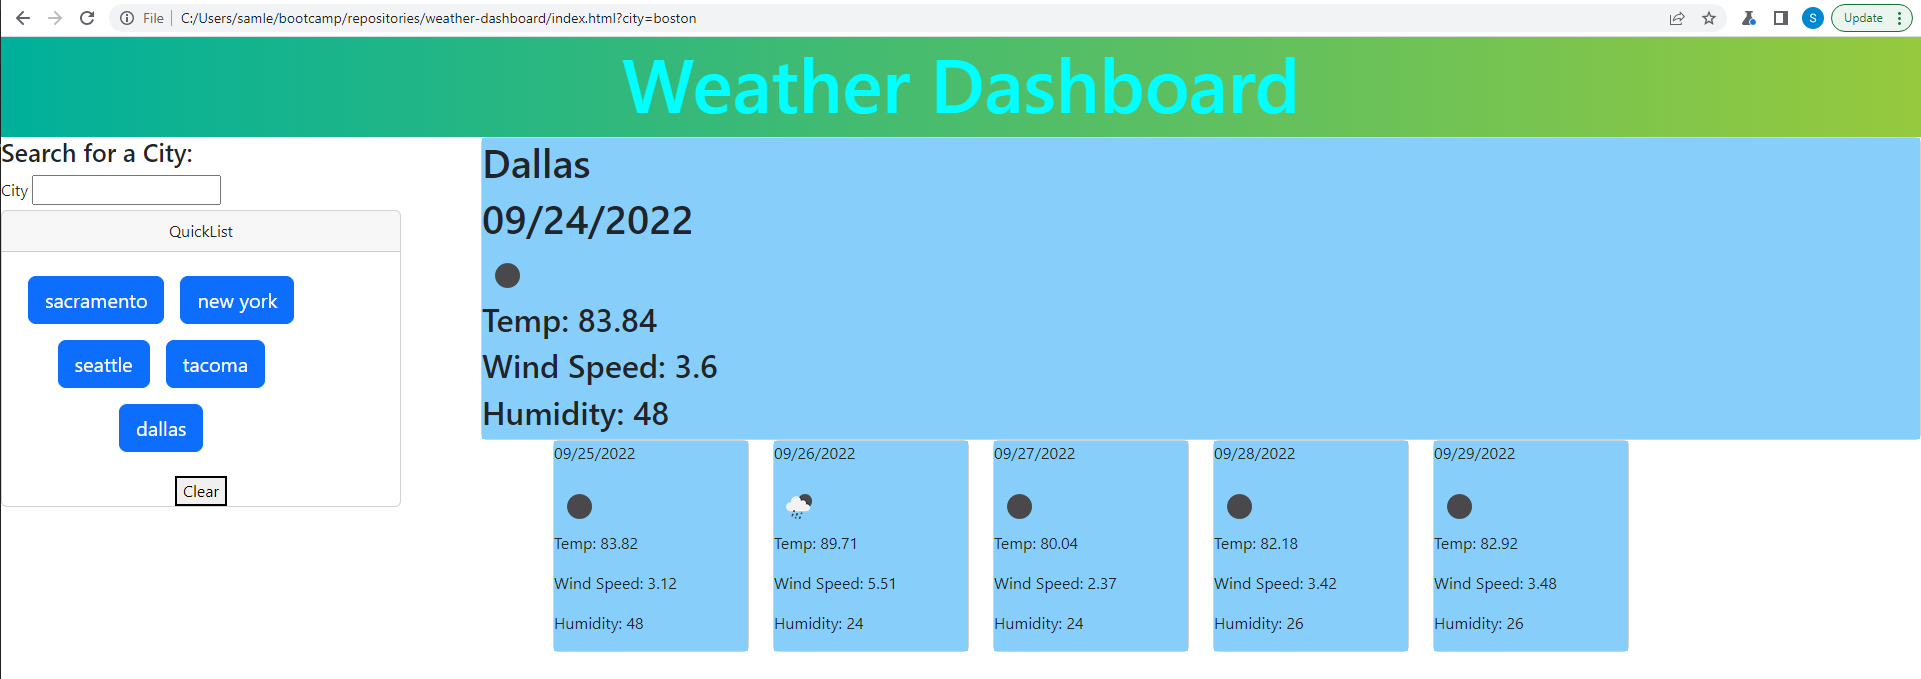 File
C:/Users/samle/bootcamp/repositories/weather-dashboard/index.html?city=boston
S
Update
Weather Dashboard
Search for a City:
City
QuickList
sacramento
new york
seattle
tacoma
dallas
Clear
Dallas
09/24/2022
Temp: 83.84
Wind Speed: 3.6
Humidity: 48
09/25/2022
Temp: 83.82
Wind Speed: 3.12
Humidity: 48
09/26/2022
Temp: 89.71
Wind Speed: 5.51
Humidity: 24
09/27/2022
Temp: 80.04
Wind Speed: 2.37
Humidity: 24
09/28/2022
Temp: 82.18
Wind Speed: 3.42
Humidity: 26
09/29/2022
Temp: 82.92
Wind Speed: 3.48
Humidity: 26